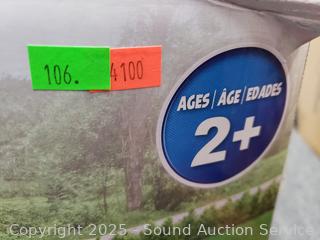 106. 4100
AGES | ÂGE | EDADES
2+
Copyright 2025 - Sound Auction Service